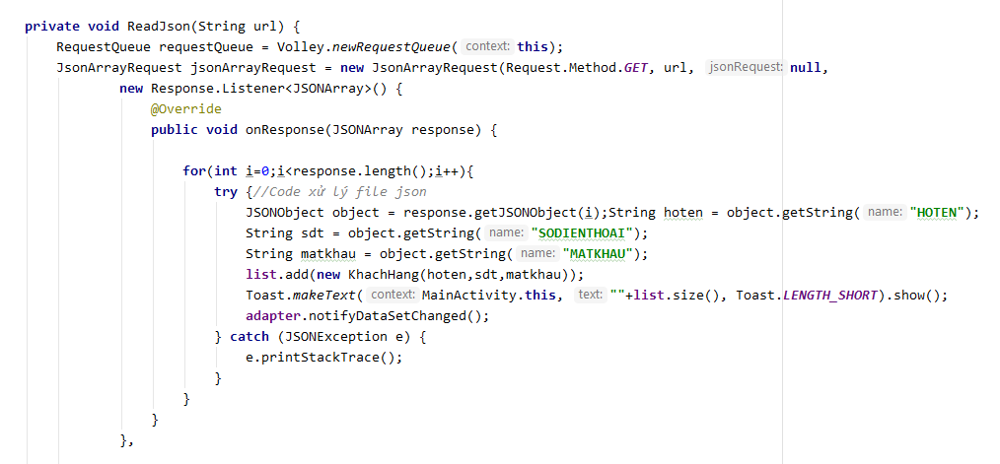 private void ReadJson(String url) {
RequestQueue requestQueue = Volley.newRequestQueue( context: this);
JsonArrayRequest jsonArrayRequest = new JsonArrayRequest(Request.Method.GET, url, jsonRequest: null,
new Response.Listener<JSONArray>() {
@Override
public void onResponse(JSONArray response) {
for(int i=0;i<response.length();i++){
try {//Code xử lý file json
JSONObject object = response.getJSONObject(i);String hoten = object.getString( name: "HOTEN");
String sdt = object.getString( name: "SODIENTHOAI");
String matkhau = object.getString( name: "MATKHAU");
list.add(new KhachHang(hoten,sdt,matkhau));
Toast.makeText( context: MainActivity.this, text: ""+list.size(), Toast.LENGTH_SHORT).show();
adapter.notifyDataSetChanged();
} catch (JSONException e) {
e.printStackTrace();
}
}
}
},